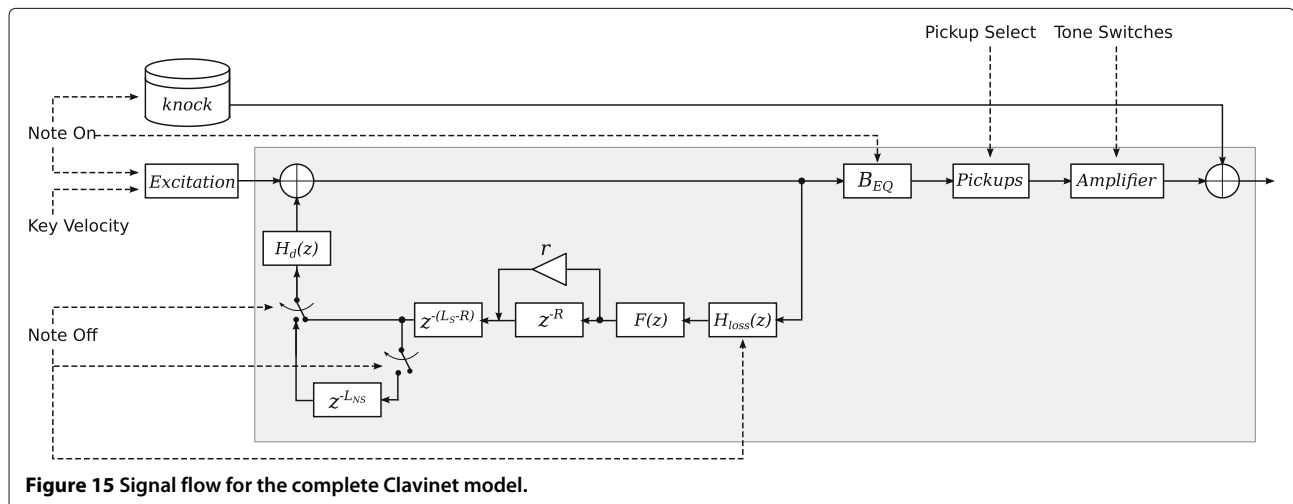 Pickup Select Tone Switches
knock
Note On
Excitation
B_EQ
Pickups
Amplifier
Key Velocity
H_d(z)
r
z^-(L_S-R)
z^-R
F(z)
H_loss(z)
Note Off
z^-L_NS
Figure 15 Signal flow for the complete Clavinet model.